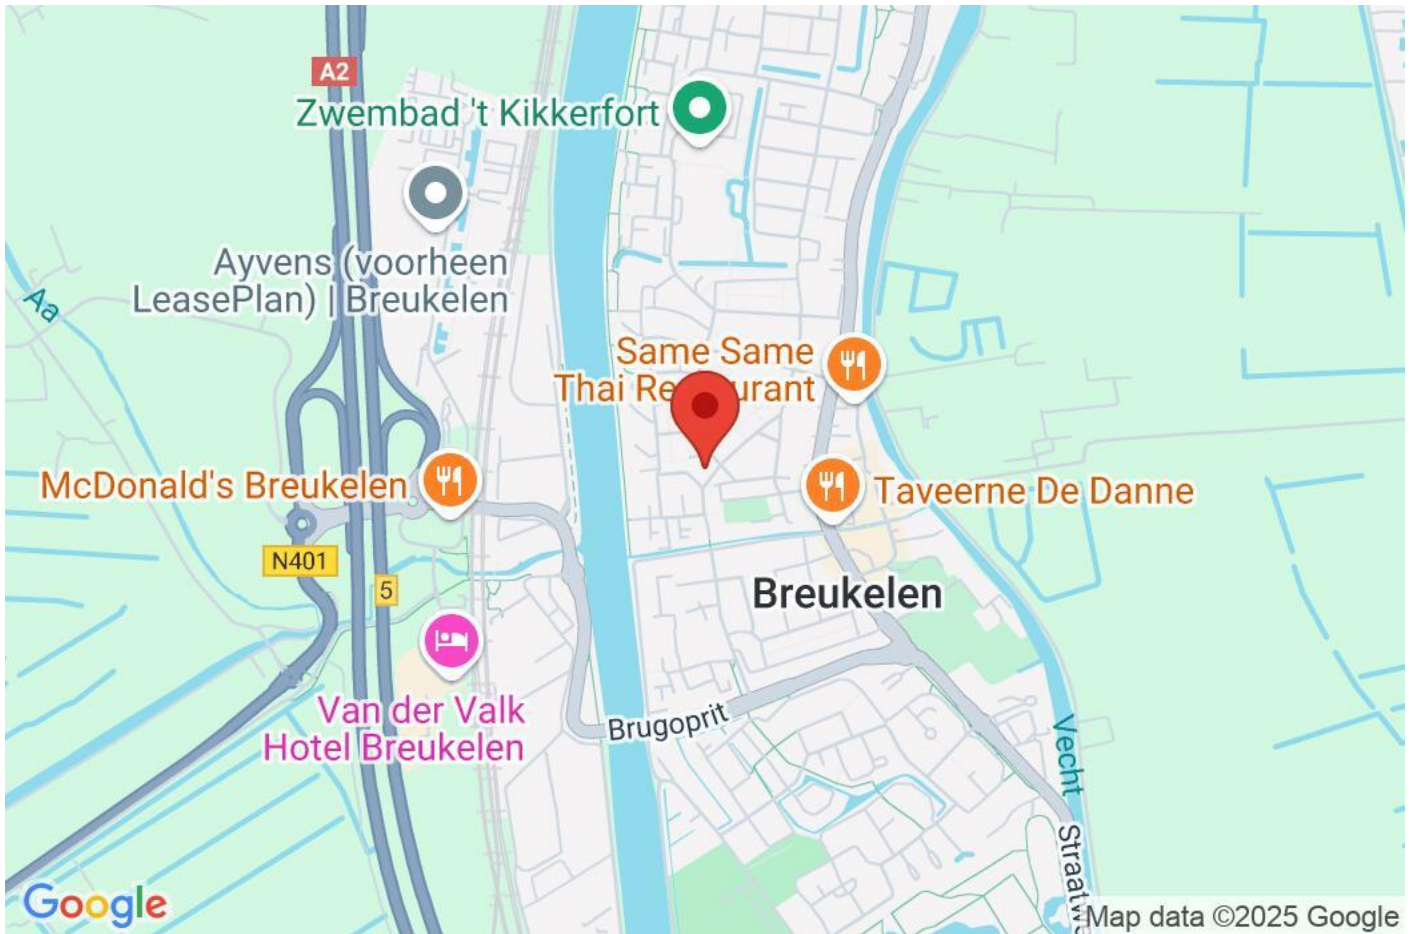 A2
Zwembad 't Kikkerfort
Ayvens (voorheen
LeasePlan) | Breukelen
Aa
Same Same
Thai Re urant
McDonald's Breukelen
Taveerne De Danne
N401
5
Breukelen
Van der Valk
Hotel Breukelen
Brugoprit
Vecht
Straatwe
Google
Map data ©2025 Google